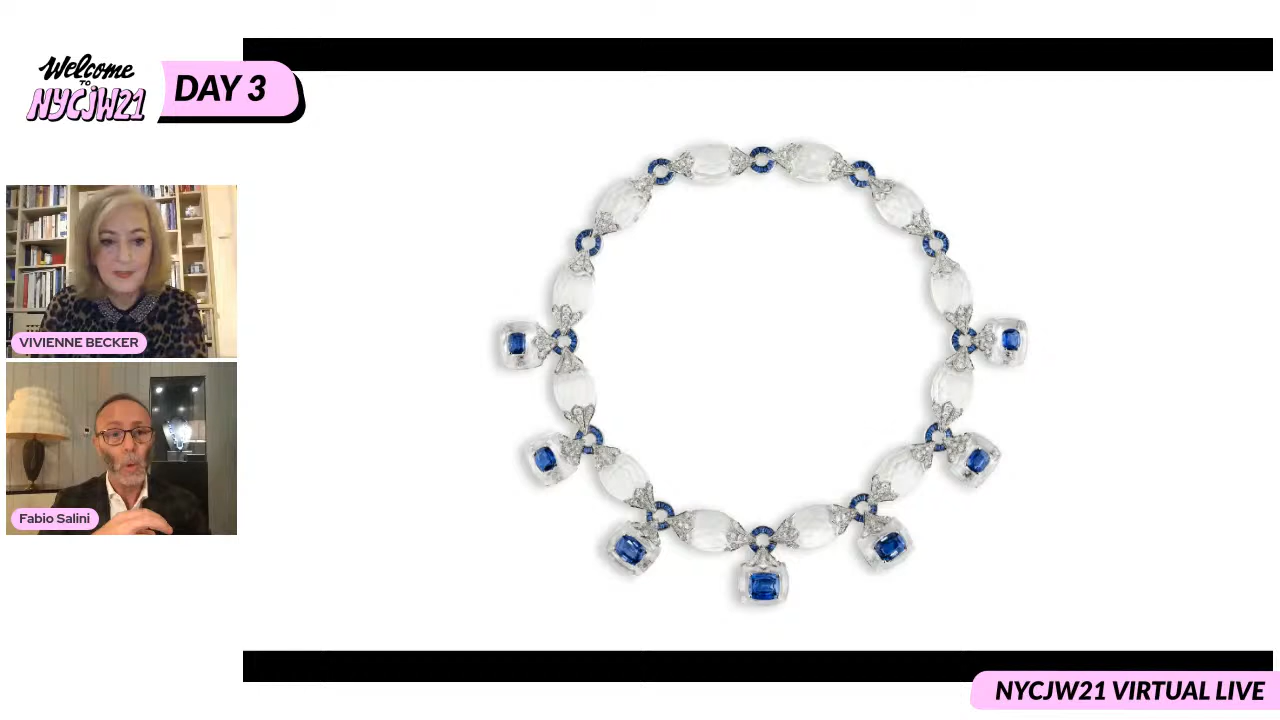 Welcome
TO
NYCJW21
DAY 3
VIVIENNE BECKER
Fabio Salini
NYCJW21 VIRTUAL LIVE